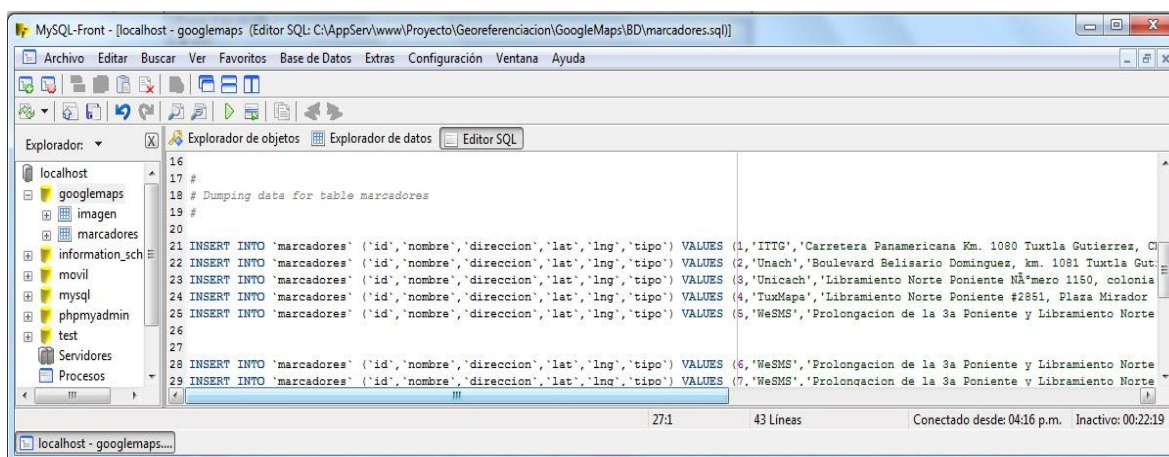 MySQL-Front - [localhost - googlemaps (Editor SQL: C:\AppServ\www\Proyecto\Georeferenciacion\GoogleMaps\BD\marcadores.sql)]
Archivo Editar Buscar Ver Favoritos Base de Datos Extras Configuración Ventana Ayuda
Explorador:
Explorador de objetos Explorador de datos Editor SQL
localhost
googlemaps
imagen
marcadores
information_sch
movil
mysql
phpmyadmin
test
Servidores
Procesos
16
17 #
18 # Dumping data for table marcadores
19 #
20
21 INSERT INTO `marcadores` (`id`,`nombre`,`direccion`,`lat`,`lng`,`tipo`) VALUES (1,'ITTG','Carretera Panamericana Km. 1080 Tuxtla Gutierrez, C
22 INSERT INTO `marcadores` (`id`,`nombre`,`direccion`,`lat`,`lng`,`tipo`) VALUES (2,'Unach','Boulevard Belisario Dominguez, km. 1081 Tuxtla Gut
23 INSERT INTO `marcadores` (`id`,`nombre`,`direccion`,`lat`,`lng`,`tipo`) VALUES (3,'Unicach','Libramiento Norte Poniente NÃºmero 1150, colonia
24 INSERT INTO `marcadores` (`id`,`nombre`,`direccion`,`lat`,`lng`,`tipo`) VALUES (4,'TuxMapa','Libramiento Norte Poniente #2851, Plaza Mirador
25 INSERT INTO `marcadores` (`id`,`nombre`,`direccion`,`lat`,`lng`,`tipo`) VALUES (5,'WeSMS','Prolongacion de la 3a Poniente y Libramiento Norte
26
27
28 INSERT INTO `marcadores` (`id`,`nombre`,`direccion`,`lat`,`lng`,`tipo`) VALUES (6,'WeSMS','Prolongacion de la 3a Poniente y Libramiento Norte
29 INSERT INTO `marcadores` (`id`,`nombre`,`direccion`,`lat`,`lng`,`tipo`) VALUES (7,'WeSMS','Prolongacion de la 3a Poniente y Libramiento Norte
27:1 43 Líneas Conectado desde: 04:16 p.m. Inactivo: 00:22:19
localhost - googlemaps....